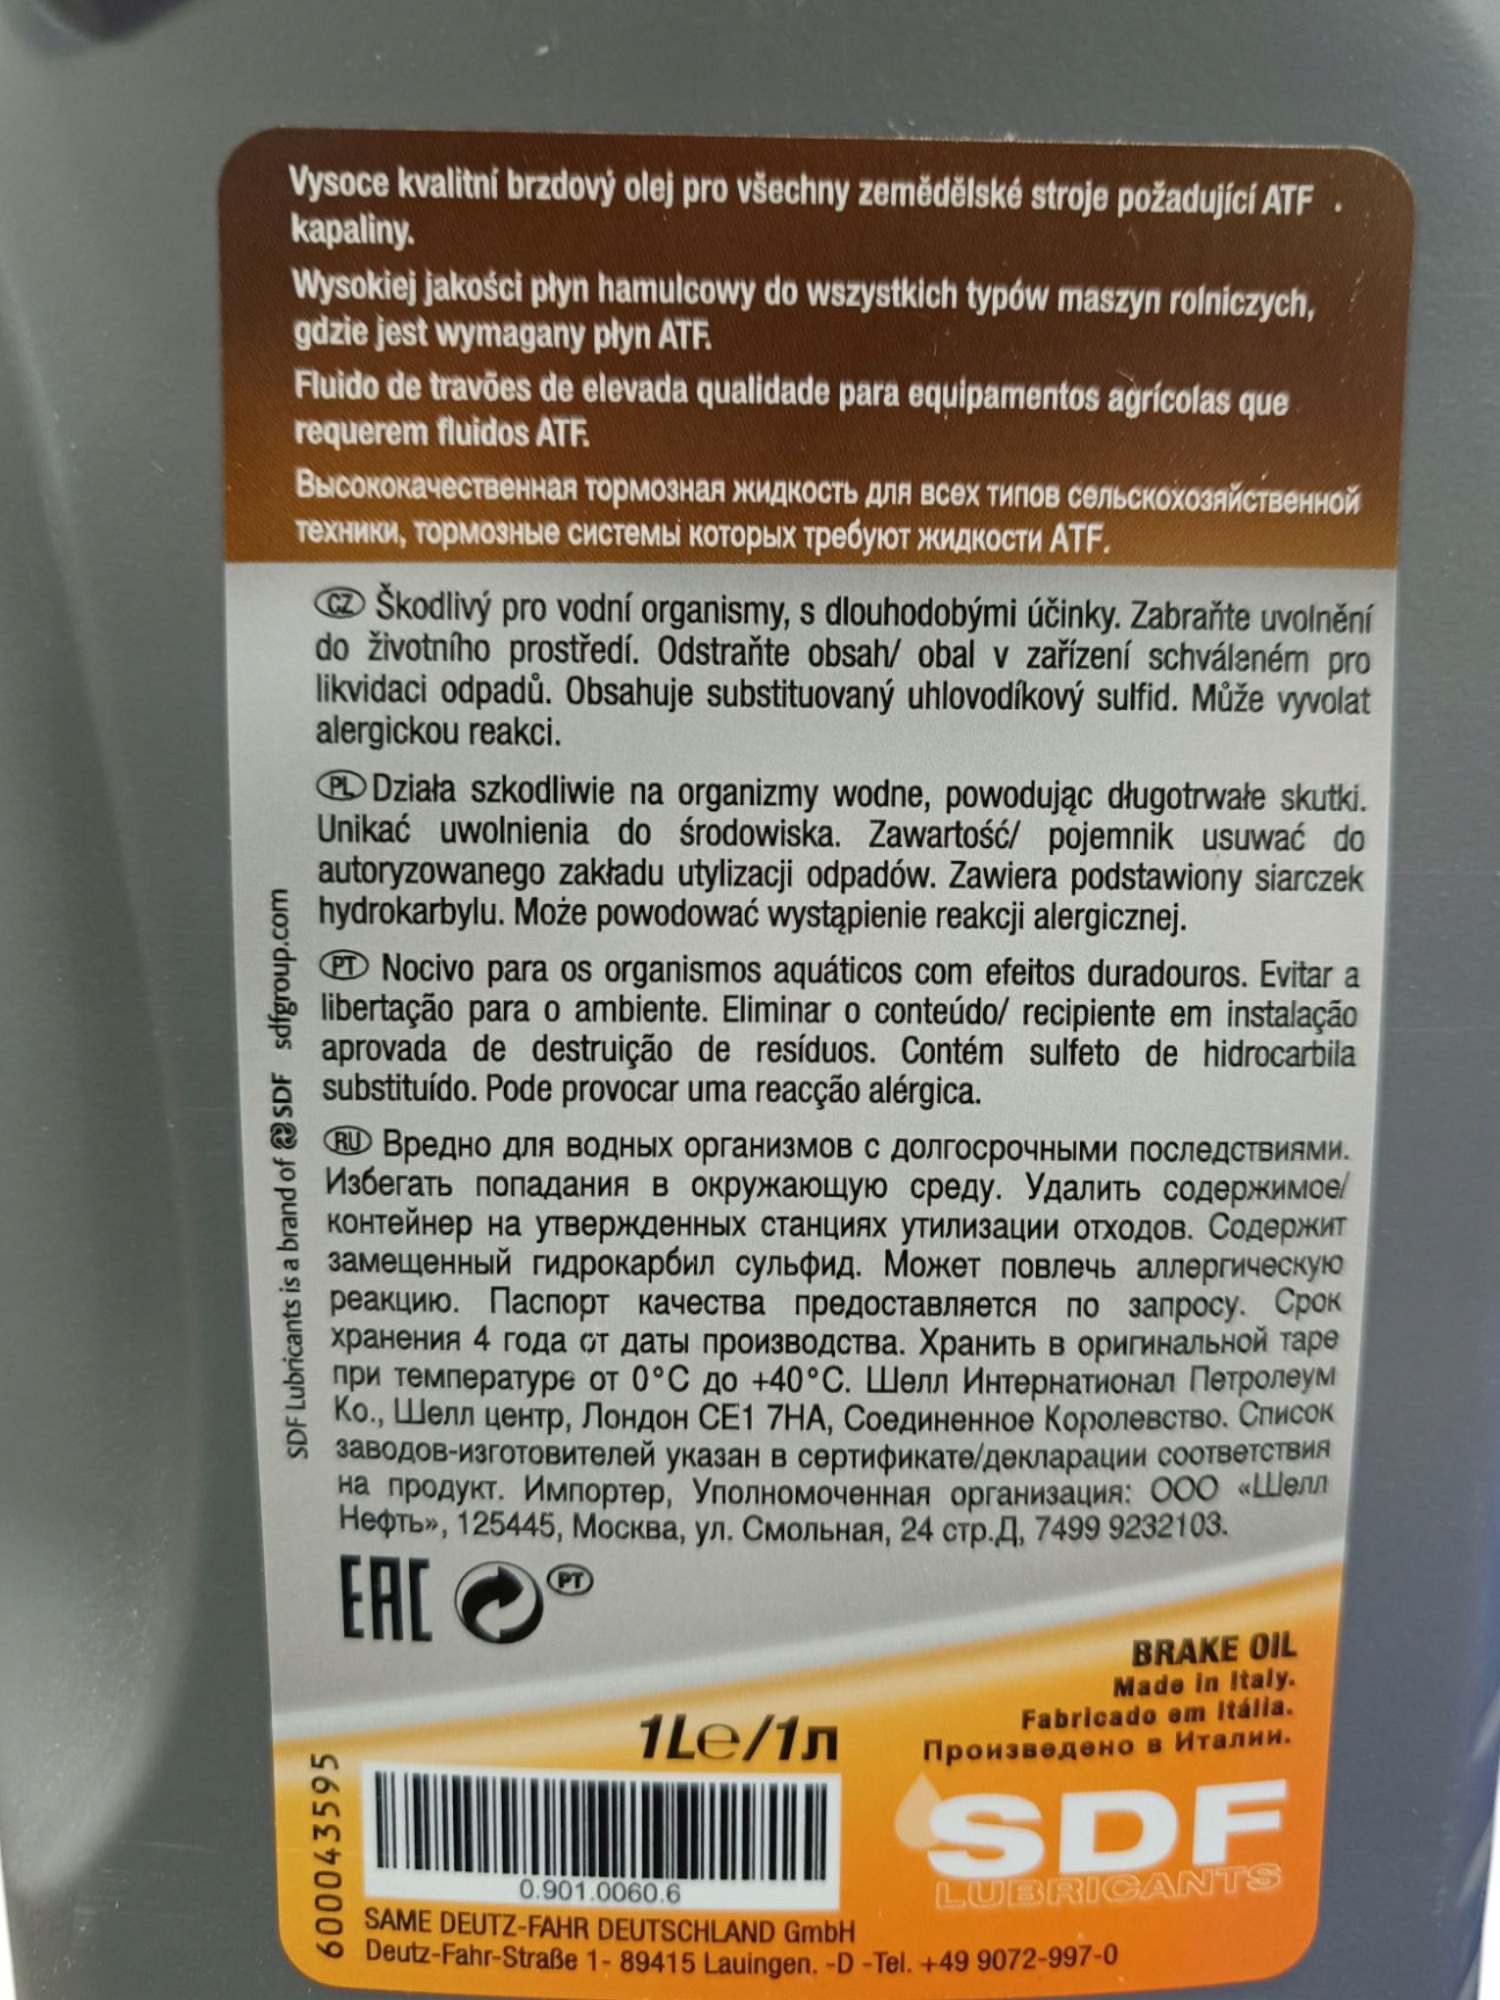 Vysoce kvalitní brzdový olej pro všechny zemědělské stroje požadující ATF
kapaliny.
Wysokiej jakości płyn hamulcowy do wszystkich typów maszyn rolniczych,
gdzie jest wymagany płyn ATF.
Fluido de travões de elevada qualidade para equipamentos agrícolas que
requerem fluidos ATF.
Высококачественная тормозная жидкость для всех типов сельскохозяйственной
техники, тормозные системы которых требуют жидкости ATF.
CZ Škodlivý pro vodní organismy, s dlouhodobými účinky. Zabraňte uvolnění
do životního prostředí. Odstraňte obsah/ obal v zařízení schváleném pro
likvidaci odpadů. Obsahuje substituovaný uhlovodíkový sulfid. Může vyvolat
alergickou reakci.
PL Działa szkodliwie na organizmy wodne, powodując długotrwałe skutki.
Unikać uwolnienia do środowiska. Zawartość/ pojemnik usuwać do
autoryzowanego zakładu utylizacji odpadów. Zawiera podstawiony siarczek
hydrokarbylu. Może powodować wystąpienie reakcji alergicznej.
PT Nocivo para os organismos aquáticos com efeitos duradouros. Evitar a
libertação para o ambiente. Eliminar o conteúdo/ recipiente em instalação
aprovada de destruição de resíduos. Contém sulfeto de hidrocarbila
substituído. Pode provocar uma reacção alérgica.
RU Вредно для водных организмов с долгосрочными последствиями.
Избегать попадания в окружающую среду. Удалить содержимое/
контейнер на утвержденных станциях утилизации отходов. Содержит
замещенный гидрокарбил сульфид. Может повлечь аллергическую
реакцию. Паспорт качества предоставляется по запросу. Срок
хранения 4 года от даты производства. Хранить в оригинальной таре
при температуре от 0°C до +40°C. Шелл Интернатионал Петролеум
Ко., Шелл центр, Лондон СЕ1 7НА, Соединенное Королевство. Список
заводов-изготовителей указан в сертификате/декларации соответствия
на продукт. Импортер, Уполномоченная организация: ООО «Шелл
Нефть», 125445, Москва, ул. Смольная, 24 стр.Д, 7499 9232103.
SDF Lubricants is a brand of SDF sdfgroup.com
EAC PT
BRAKE OIL
Made in Italy.
Fabricado em Itália.
Произведено в Италии.
1L℮/1л
600043595
0.901.0060.6
SDF
LUBRICANTS
SAME DEUTZ-FAHR DEUTSCHLAND GmbH
Deutz-Fahr-Straße 1- 89415 Lauingen. -D -Tel. +49 9072-997-0